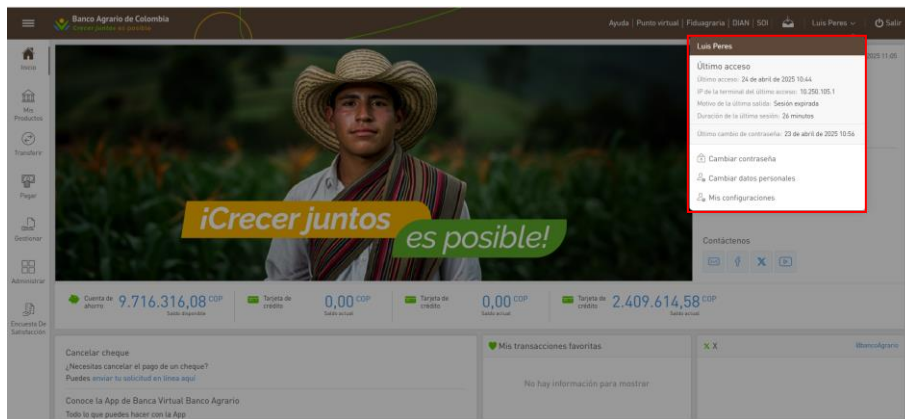 Banco Agrario de Colombia
Crecer juntos es posible
Ayuda | Punto virtual | Fiduagraria | DIAN | SOI
Luis Peres
Salir
Inicio
Mis
Productos
Transferir
Pagar
Gestionar
Administrar
Encuesta De
Satisfacción
¡Crecer juntos
es posible!
Luis Peres
2025 11:05
Último acceso
Último acceso: 24 de abril de 2025 10:44
IP de la terminal del último acceso: 10.250.105.1
Motivo de la última salida: Sesión expirada
Duración de la última sesión: 26 minutos
Último cambio de contraseña: 23 de abril de 2025 10:56
Cambiar contraseña
Cambiar datos personales
Mis configuraciones
Contáctenos
Cuenta de
ahorro
9.716.316,08 COP
Saldo disponible
Tarjeta de
crédito
0,00 COP
Saldo actual
Tarjeta de
crédito
0,00 COP
Saldo actual
Tarjeta de
crédito
2.409.614,58 COP
Saldo actual
Cancelar cheque
¿Necesitas cancelar el pago de un cheque?
Puedes enviar tu solicitud en línea aquí
Conoce la App de Banca Virtual Banco Agrario
Todo lo que puedes hacer con la App
Mis transacciones favoritas
No hay información para mostrar
X X
@bancoAgrario